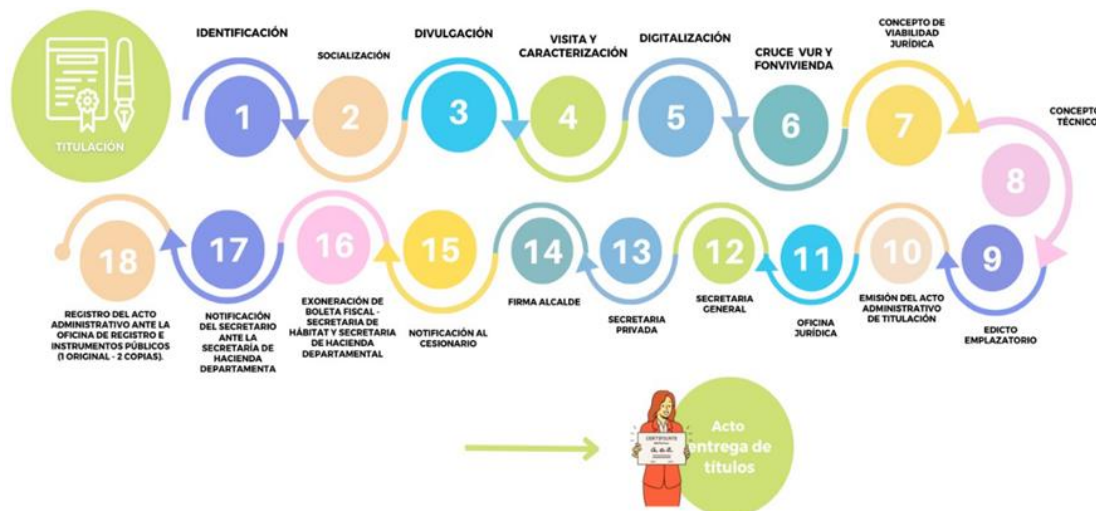 TITULACIÓN
IDENTIFICACIÓN
1
SOCIALIZACIÓN
2
DIVULGACIÓN
3
VISITA Y
CARACTERIZACIÓN
4
DIGITALIZACIÓN
5
CRUCE VUR Y
FONVIVIENDA
6
CONCEPTO DE
VIABILIDAD
JURÍDICA
7
CONCEPTO
TÉCNICO
8
9
EDICTO
EMPLAZATORIO
10
EMISIÓN DEL ACTO
ADMINISTRATIVO
DE TITULACIÓN
11
OFICINA
JURÍDICA
12
SECRETARIA
GENERAL
13
SECRETARIA
PRIVADA
14
FIRMA ALCALDE
15
NOTIFICACIÓN AL
CESIONARIO
16
EXONERACIÓN DE
BOLETA FISCAL -
SECRETARIA DE
HÁBITAT Y SECRETARIA
DE HACIENDA
DEPARTAMENTAL
17
NOTIFICACIÓN
DEL SECRETARIO
ANTE LA
SECRETARÍA DE
HACIENDA
DEPARTAMENTA
18
REGISTRO DEL ACTO
ADMINISTRATIVO ANTE LA
OFICINA DE REGISTRO E
INSTRUMENTOS PÚBLICOS
(1 ORIGINAL - 2 COPIAS).
CERTIFICATE
Acto
entrega de
títulos